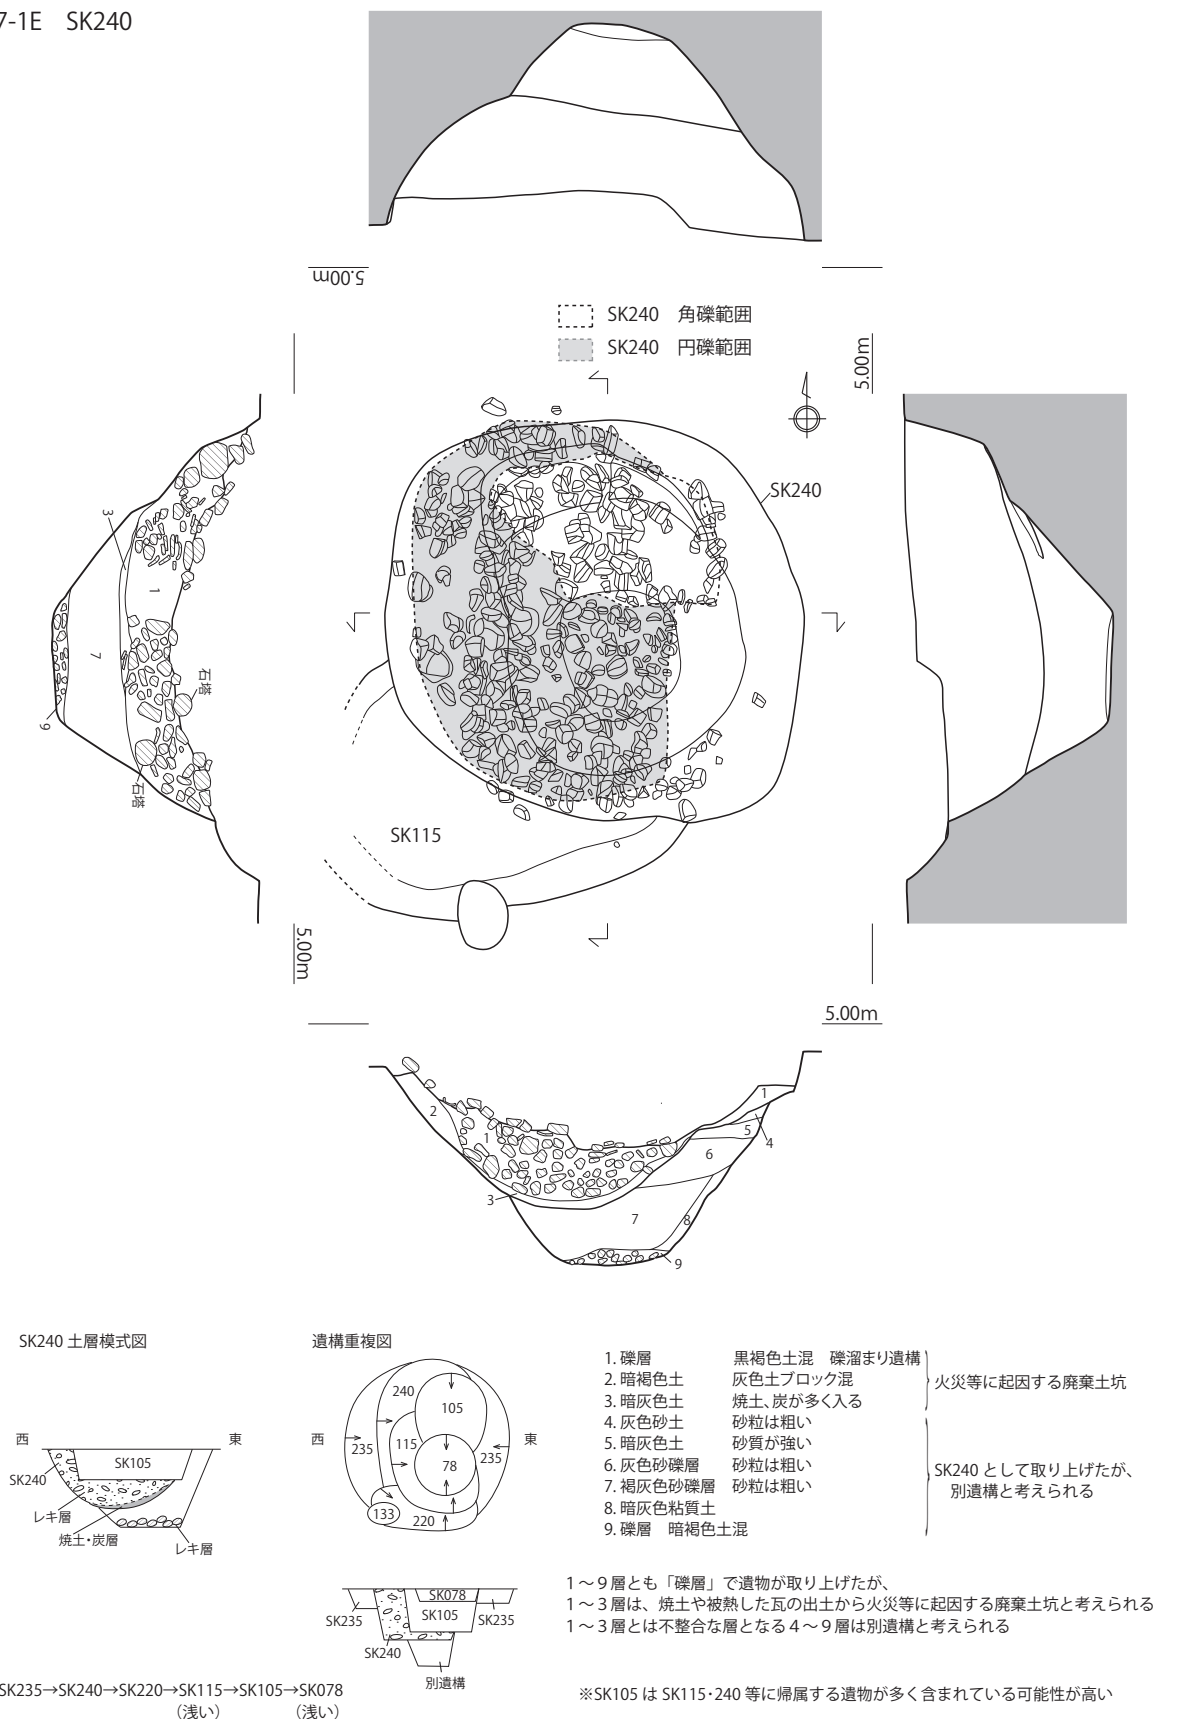 7-1E SK240
5.00m
SK240 角礫範囲
SK240 円礫範囲
5.00m
SK240
3
1
7
9
石塔
石塔
SK115
5.00m
5.00m
1
2
1
5
4
6
3
7
8
9
SK240 土層模式図
西
東
SK105
SK240
レキ層
焼土・炭層
レキ層
遺構重複図
西
東
240
105
115
235
235
78
133
220
SK078
SK235
SK105
SK235
SK240
別遺構
1. 礫層 黒褐色土混 礫溜まり遺構
2. 暗褐色土 灰色土ブロック混
3. 暗灰色土 焼土、炭が多く入る
火災等に起因する廃棄土坑
4. 灰色砂土 砂粒は粗い
5. 暗灰色土 砂質が強い
6. 灰色砂礫層 砂粒は粗い
7. 褐灰色砂礫層 砂粒は粗い
8. 暗灰色粘質土
9. 礫層 暗褐色土混
SK240 として取り上げたが、
別遺構と考えられる
1～9層とも「礫層」で遺物が取り上げたが、
1～3層は、焼土や被熱した瓦の出土から火災等に起因する廃棄土坑と考えられる
1～3層とは不整合な層となる4～9層は別遺構と考えられる
SK235→SK240→SK220→SK115→SK105→SK078
（浅い） （浅い）
※SK105 は SK115・240 等に帰属する遺物が多く含まれている可能性が高い